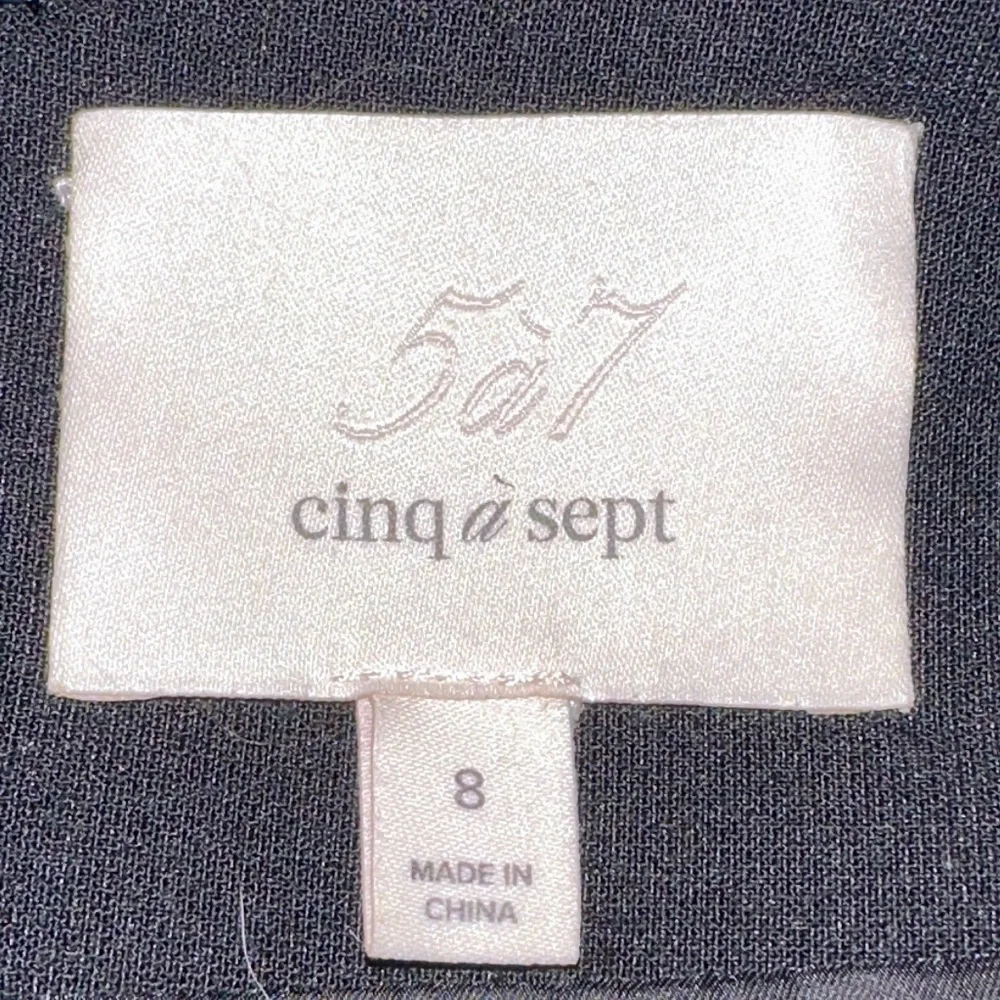 5à7
cinq à sept
8
MADE IN
CHINA